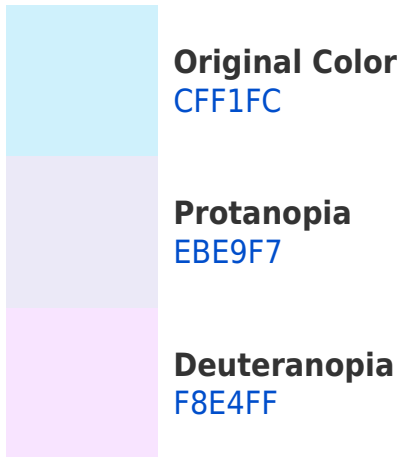 Original Color
CFF1FC
Protanopia
EBE9F7
Deuteranopia
F8E4FF